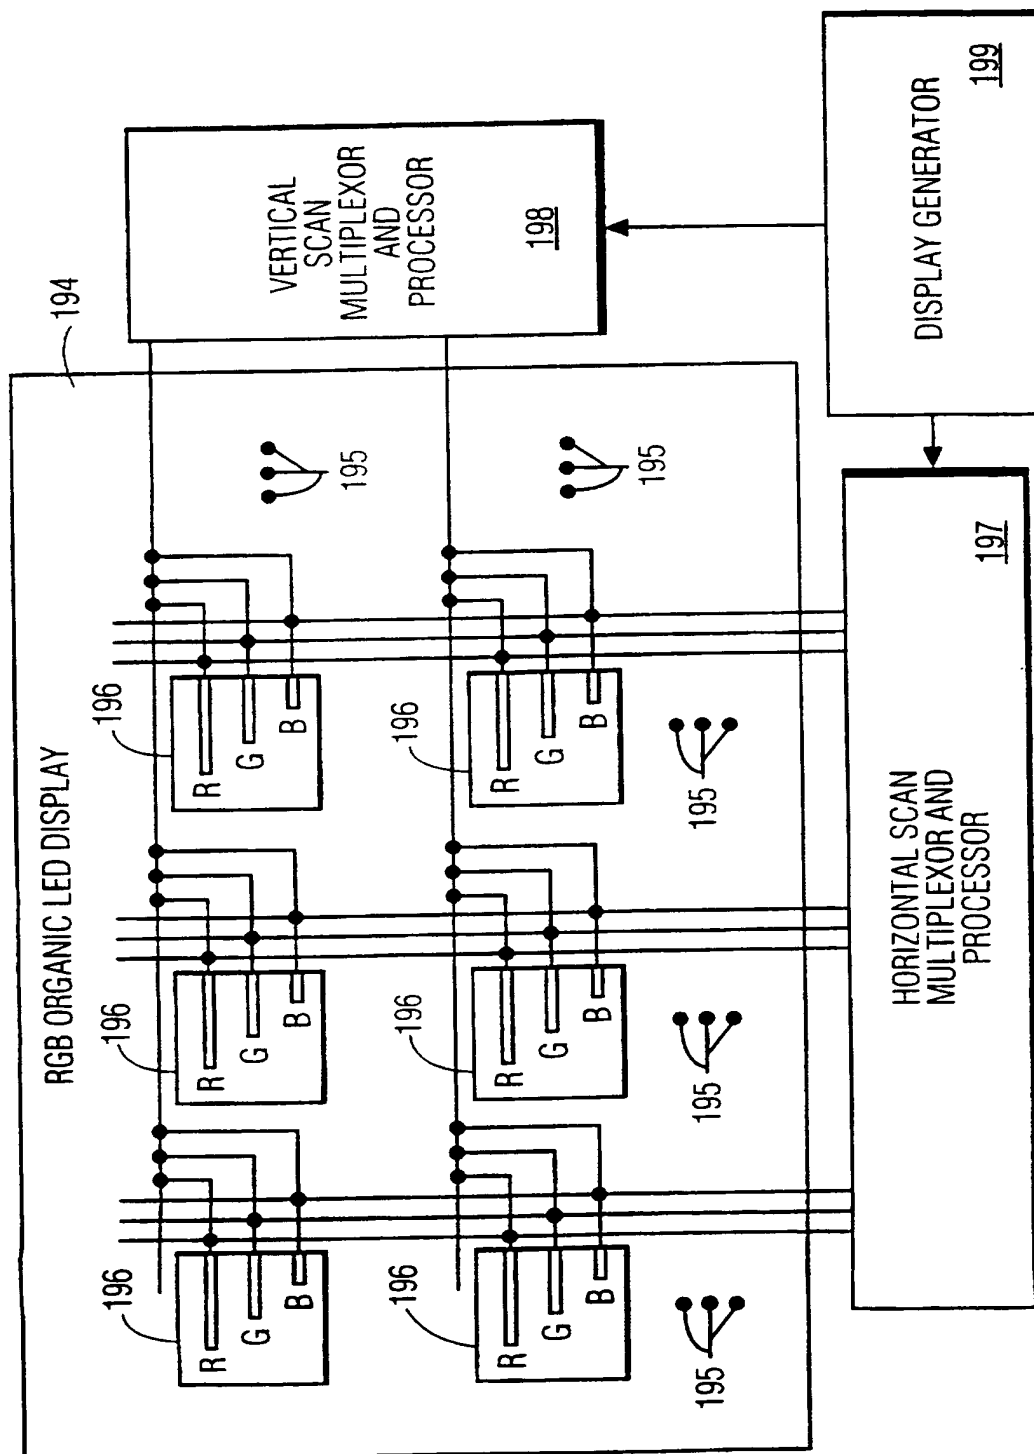 RGB ORGANIC LED DISPLAY
194
196
R
G
B
196
R
G
B
196
R
G
B
195
196
R
G
B
196
R
G
B
196
R
G
B
195
195
195
195
VERTICAL
SCAN
MULTIPLEXOR
AND
PROCESSOR
198
HORIZONTAL SCAN
MULTIPLEXOR AND
PROCESSOR
197
DISPLAY GENERATOR
199